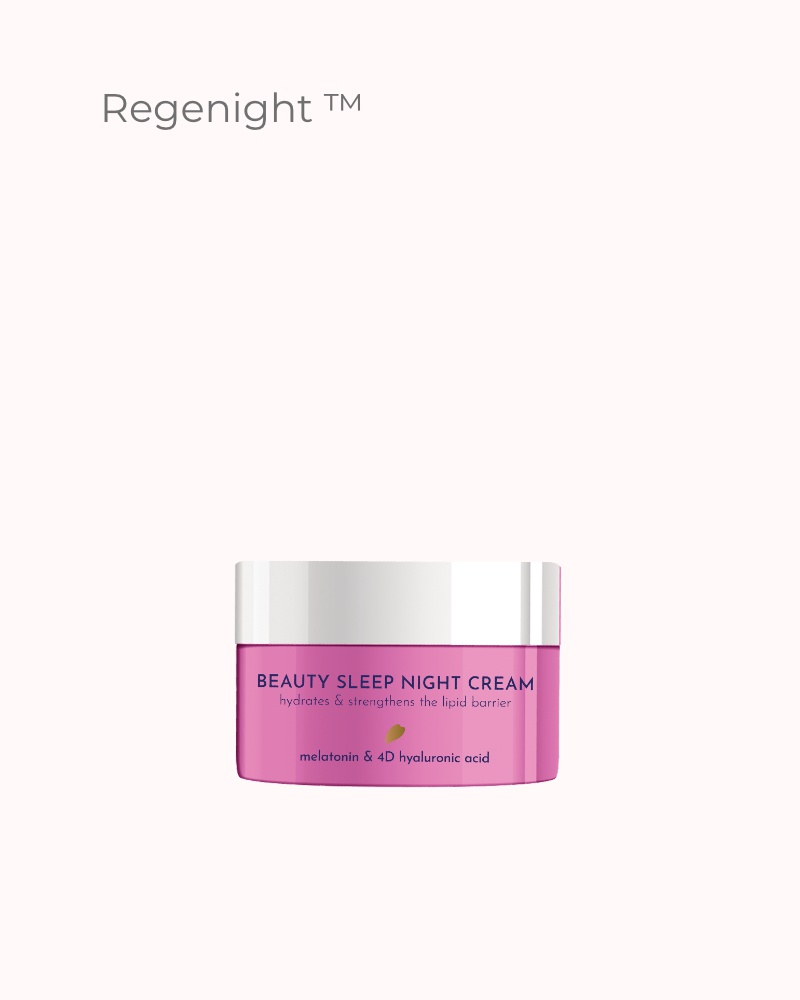 Regenight ™
BEAUTY SLEEP NIGHT CREAM
hydrates & strengthens the lipid barrier
melatonin & 4D hyaluronic acid